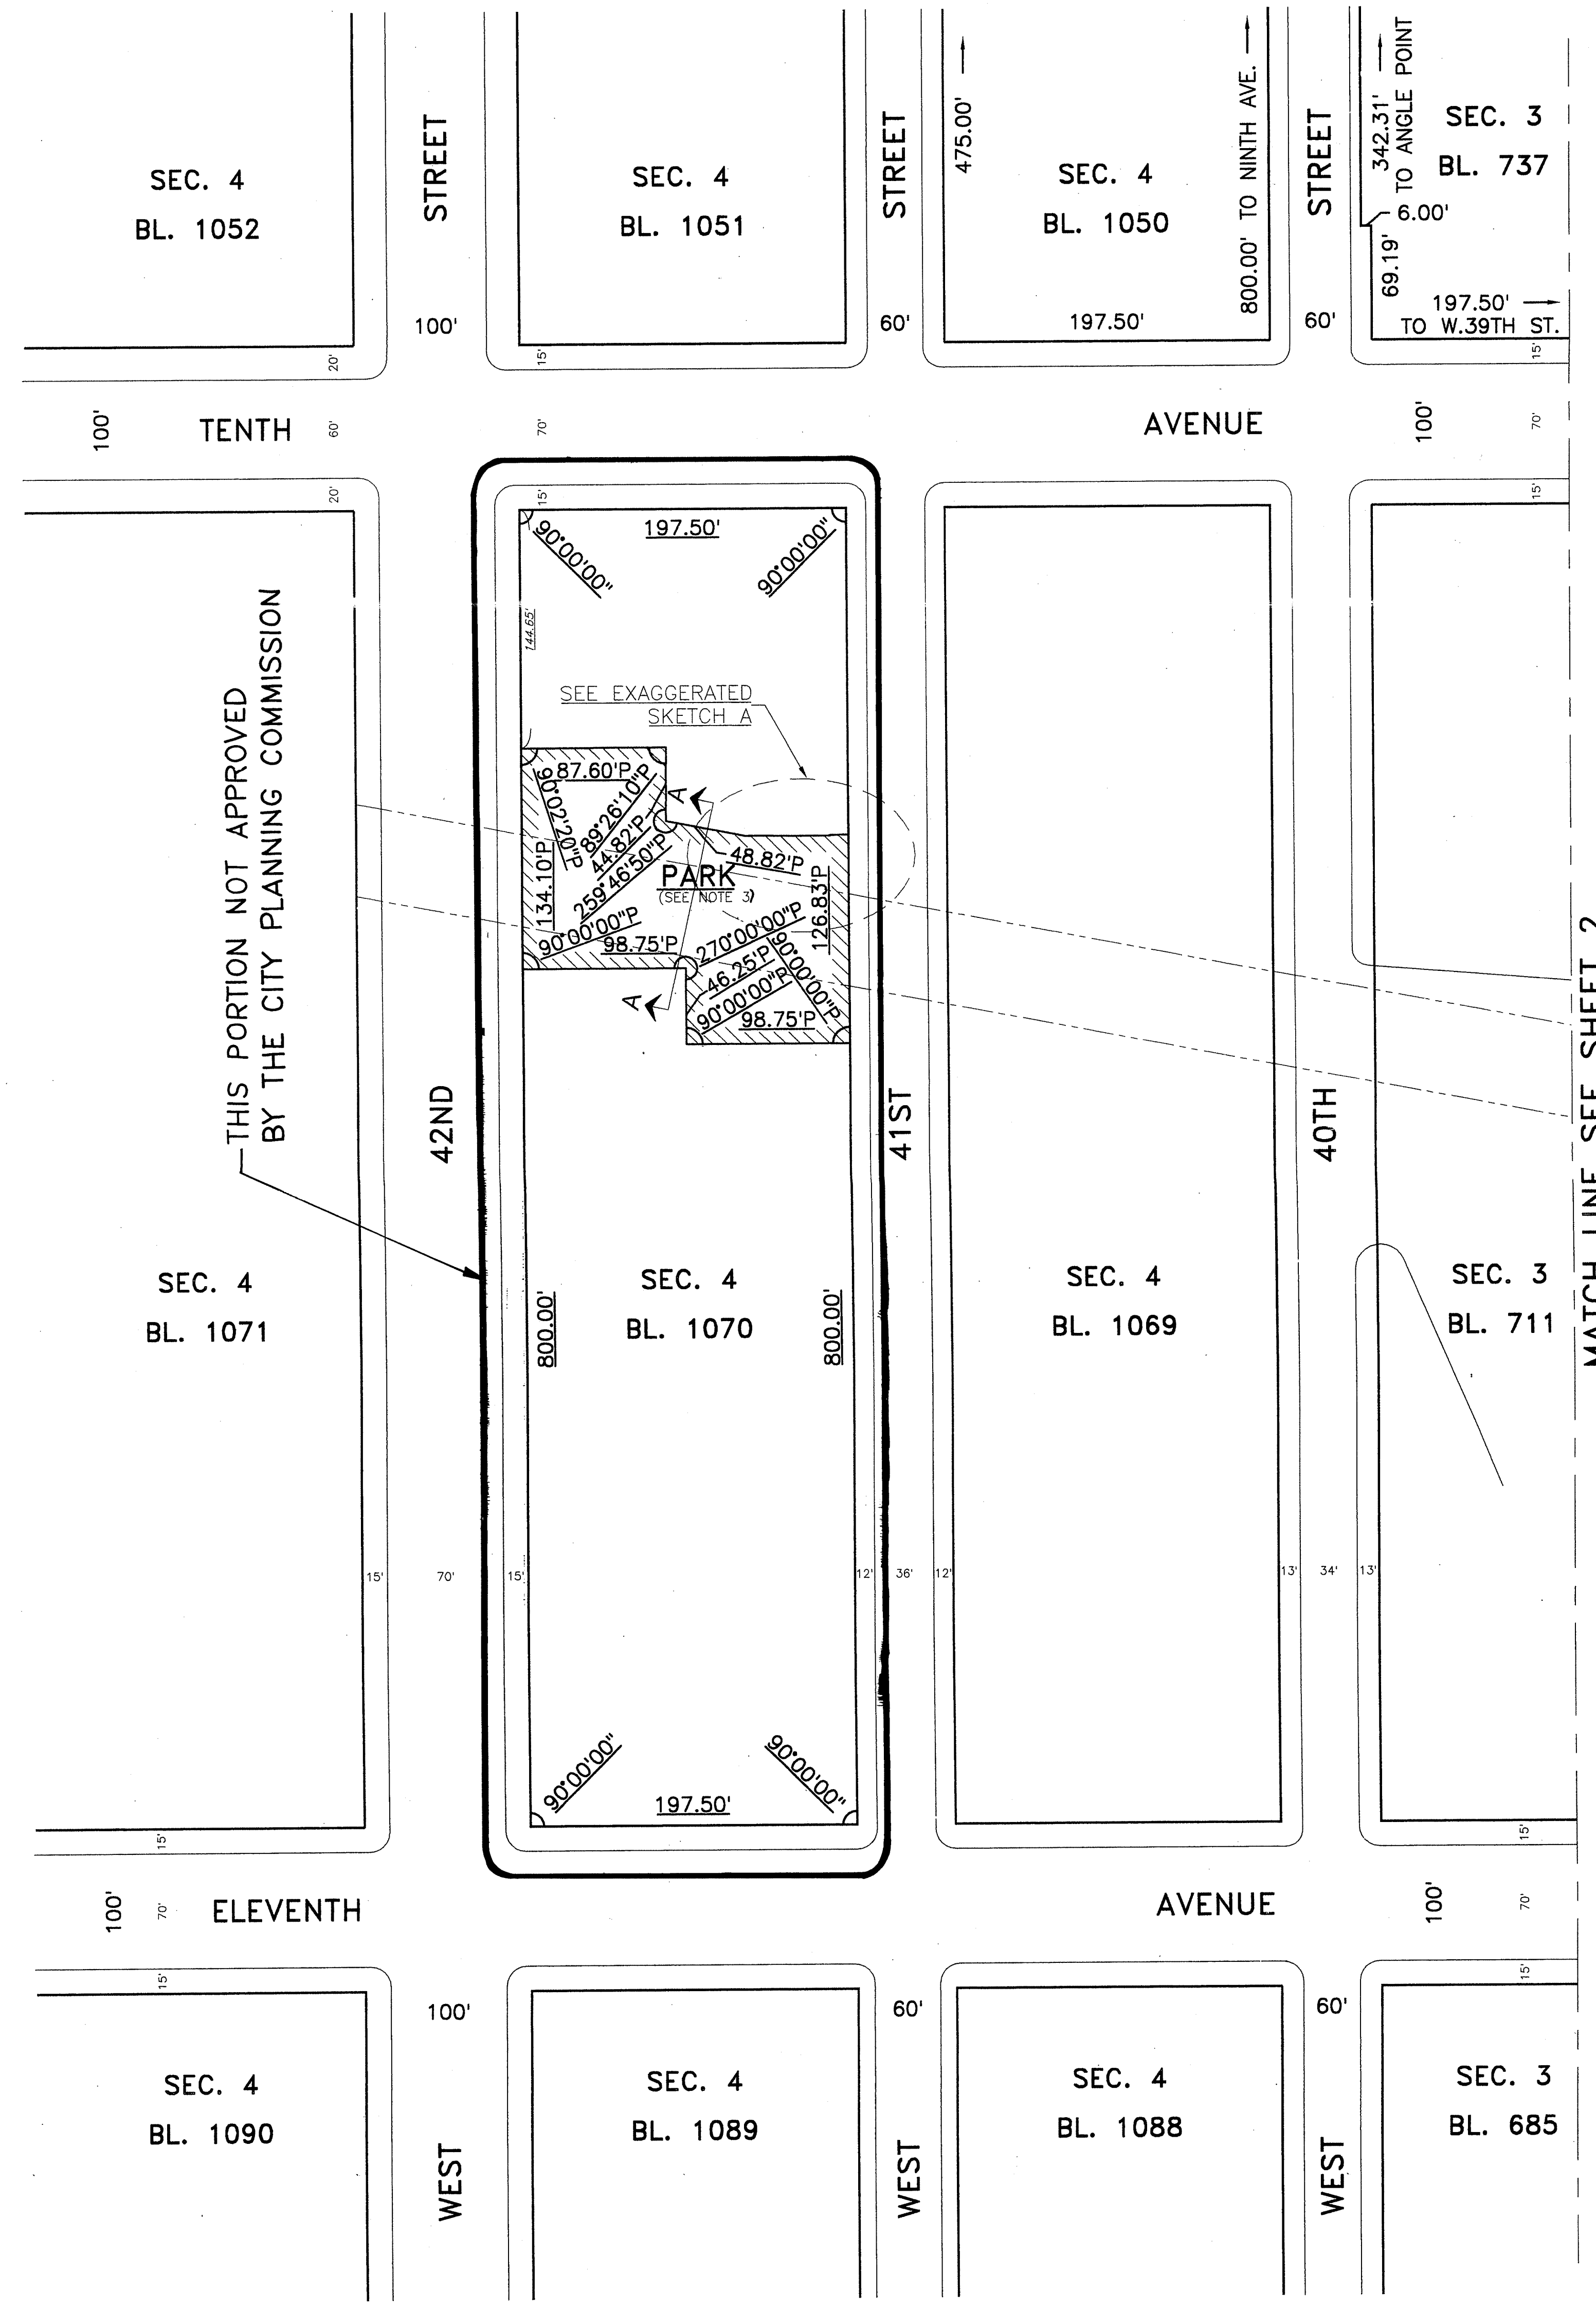 STREET
STREET
475.00'
800.00' TO NINTH AVE.
STREET
342.31'
TO ANGLE POINT
SEC. 3
BL. 737
6.00'
69.19'
197.50'
TO W.39TH ST.
SEC. 4
BL. 1052
SEC. 4
BL. 1051
SEC. 4
BL. 1050
100'
60'
197.50'
60'
20'
15'
15'
100'
TENTH
60'
70'
AVENUE
100'
70'
20'
15'
15'
197.50'
90°00'00"
90°00'00"
144.65'
THIS PORTION NOT APPROVED
BY THE CITY PLANNING COMMISSION
SEE EXAGGERATED
SKETCH A
87.60'P
90°02'20"P
89°26'10"P
44.82'P
259°46'50"P
134.10'P
A
48.82'P
PARK
(SEE NOTE 3)
126.83'P
90°00'00"P
98.75'P
270°00'00"P
46.25'P
90°00'00"P
90°00'00"P
98.75'P
A
42ND
41ST
40TH
MATCH LINE SEE SHEET 2
SEC. 4
BL. 1071
800.00'
SEC. 4
BL. 1070
800.00'
SEC. 4
BL. 1069
SEC. 3
BL. 711
15'
70'
15'
12'
36'
12'
13'
34'
13'
90°00'00"
90°00'00"
197.50'
15'
15'
100'
70'
ELEVENTH
AVENUE
100'
70'
15'
15'
100'
60'
60'
SEC. 4
BL. 1090
SEC. 4
BL. 1089
SEC. 4
BL. 1088
SEC. 3
BL. 685
WEST
WEST
WEST